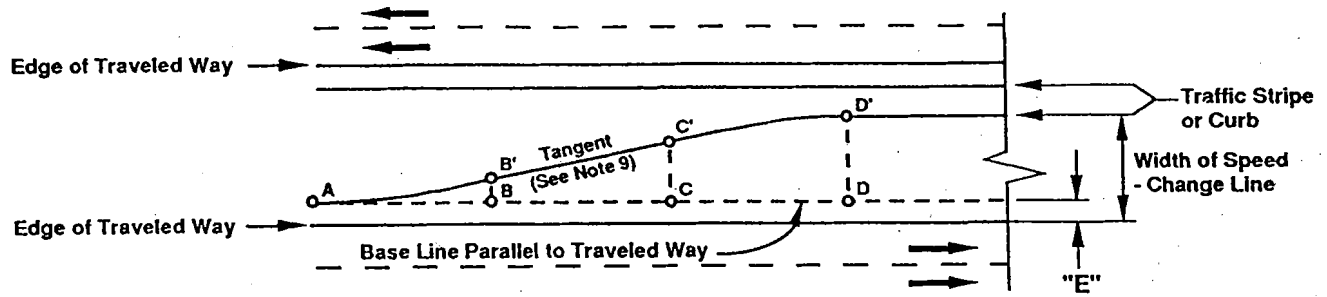 Edge of Traveled Way
Traffic Stripe
or Curb
D'
C'
B'
Tangent
(See Note 9)
Width of Speed
- Change Line
A
B
C
D
Edge of Traveled Way
Base Line Parallel to Traveled Way
"E"